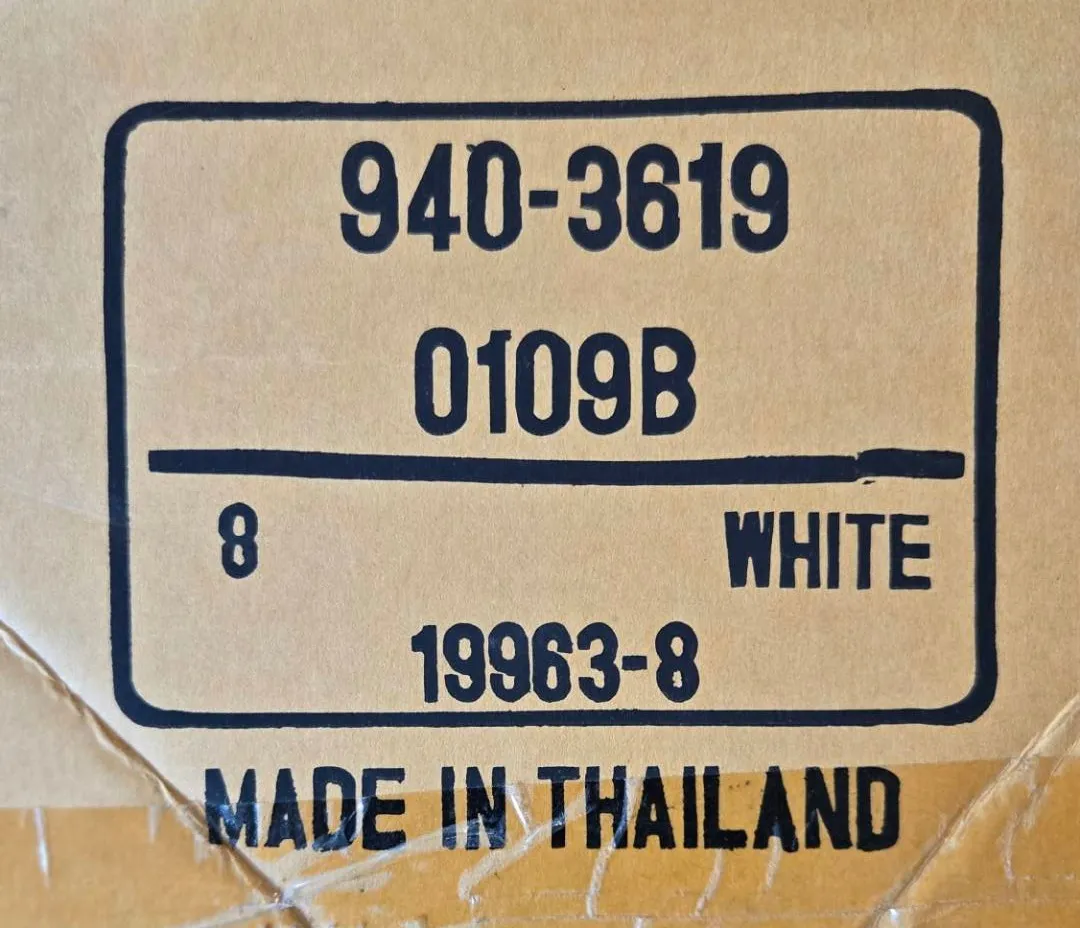 940-3619
0109B
8 WHITE
19963-8
MADE IN THAILAND